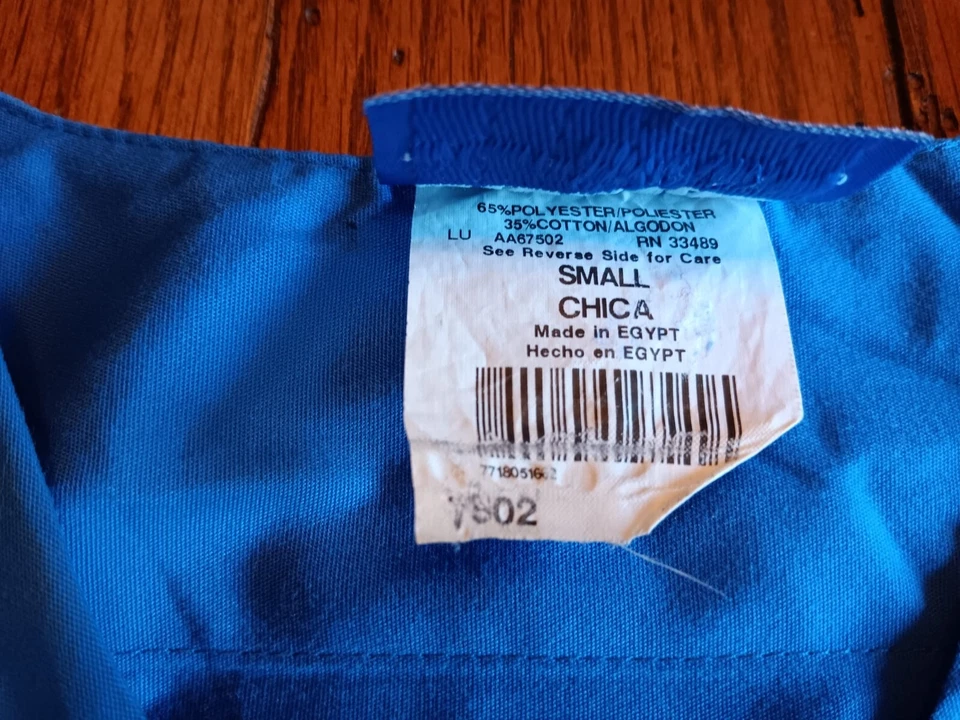 65%POLYESTER/POLIESTER
35%COTTON/ALGODON
LU AA67502 RN 33489
See Reverse Side for Care
SMALL
CHICA
Made in EGYPT
Hecho en EGYPT